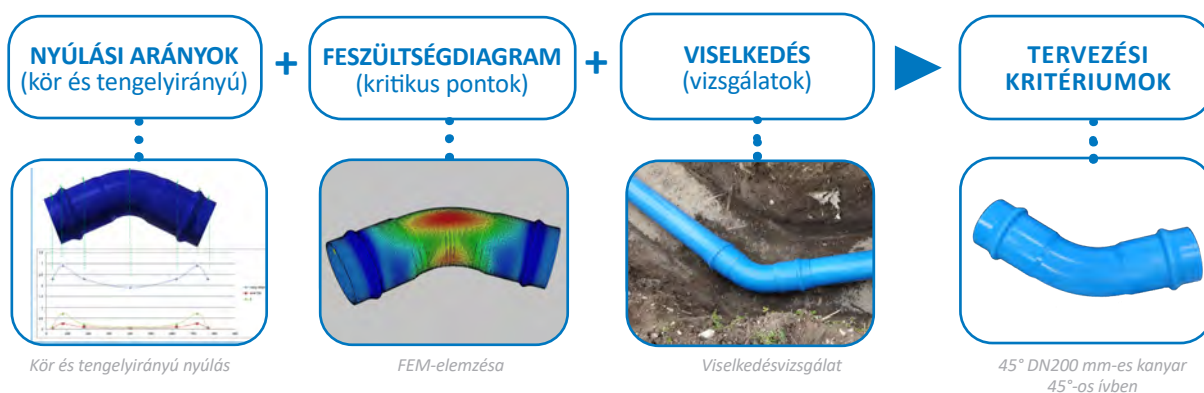 NYÚLÁSI ARÁNYOK
(kör és tengelyirányú)
+
FESZÜLTSÉGDIAGRAM
(kritikus pontok)
+
VISELKEDÉS
(vizsgálatok)
TERVEZÉSI
KRITÉRIUMOK
Kör és tengelyirányú nyúlás
FEM-elemzésa
Viselkedésvizsgálat
45° DN200 mm-es kanyar
45°-os ívben